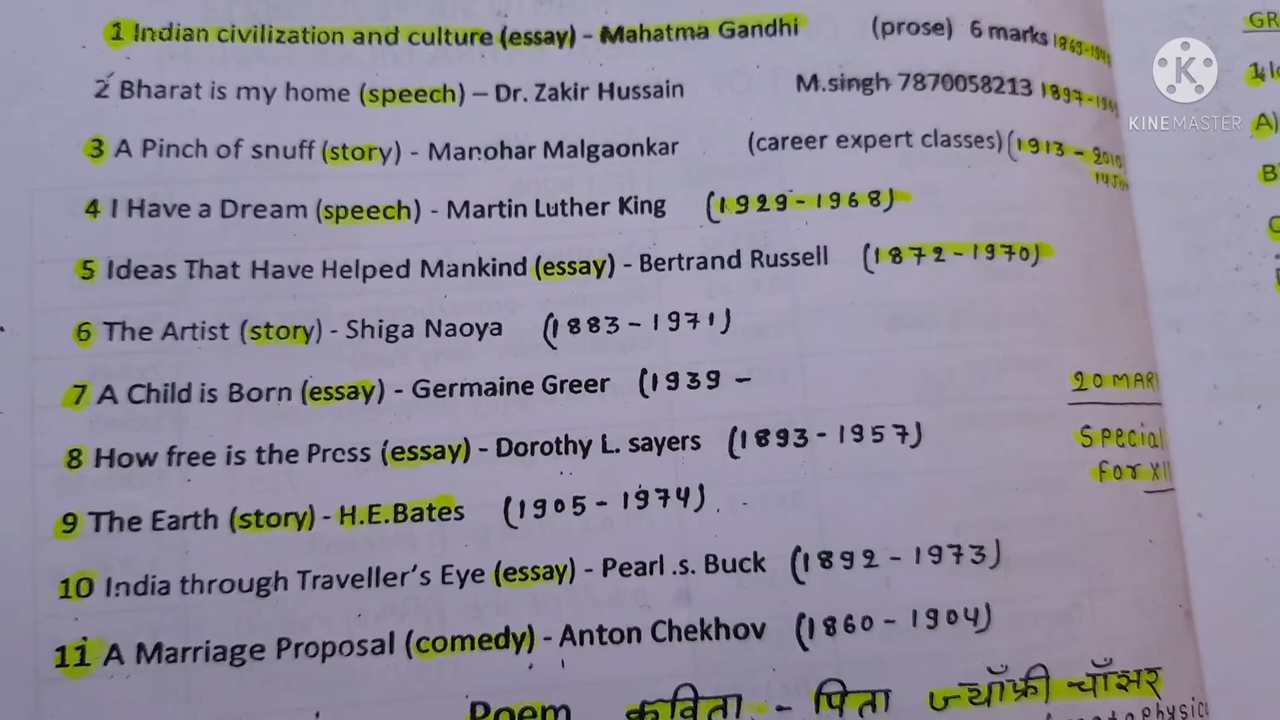 1 Indian civilization and culture (essay) - Mahatma Gandhi (prose) 6 marks
2 Bharat is my home (speech) – Dr. Zakir Hussain M.singh 7870058213
3 A Pinch of snuff (story) - Manohar Malgaonkar (career expert classes) (1913 - 2010
4 I Have a Dream (speech) - Martin Luther King (1929 - 1968)
5 Ideas That Have Helped Mankind (essay) - Bertrand Russell (1872 - 1970)
6 The Artist (story) - Shiga Naoya (1883 - 1971)
7 A Child is Born (essay) - Germaine Greer (1939 -
8 How free is the Press (essay) - Dorothy L. sayers (1893 - 1957)
9 The Earth (story) - H.E.Bates (1905 - 1974)
10 India through Traveller's Eye (essay) - Pearl .s. Buck (1892 - 1973)
11 A Marriage Proposal (comedy) - Anton Chekhov (1860 - 1904)
20 MAR
Special
for XII
Poem कविता - पिता ज्यॉफ्री चॉसर
KINEMASTER
GR
A)
B